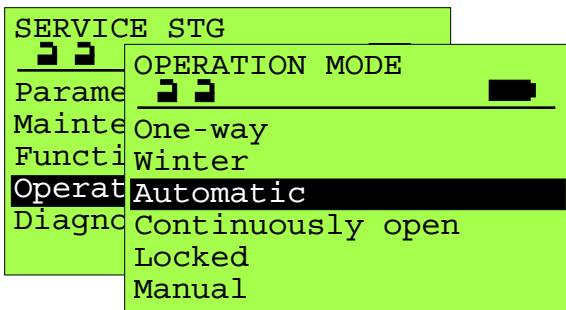 SERVICE STG
Parame
Mainte
Functi
Operat
Diagno
OPERATION MODE
One-way
Winter
Automatic
Continuously open
Locked
Manual